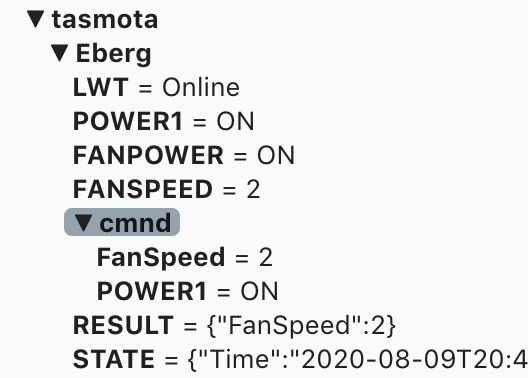 ▼ tasmota
▼ Eberg
LWT = Online
POWER1 = ON
FANPOWER = ON
FANSPEED = 2
▼ cmnd
FanSpeed = 2
POWER1 = ON
RESULT = {"FanSpeed":2}
STATE = {"Time":"2020-08-09T20:4